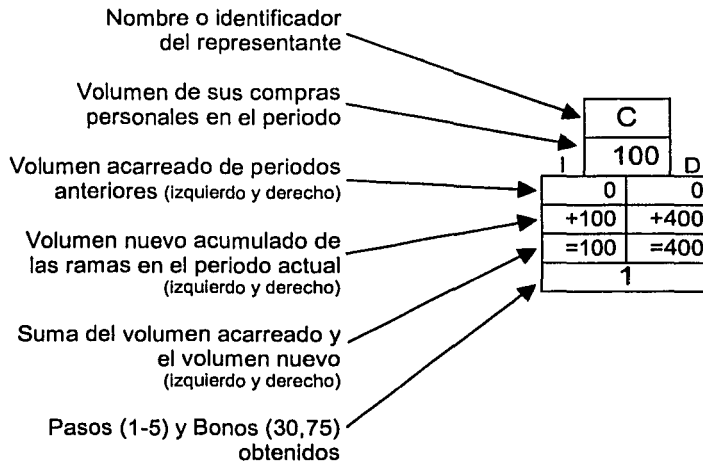 Nombre o identificador
del representante
Volumen de sus compras
personales en el periodo
Volumen acarreado de periodos
anteriores (izquierdo y derecho)
Volumen nuevo acumulado de
las ramas en el periodo actual
(izquierdo y derecho)
Suma del volumen acarreado y
el volumen nuevo
(izquierdo y derecho)
Pasos (1-5) y Bonos (30,75)
obtenidos
C
I 100 D
0 0
+100 +400
=100 =400
1